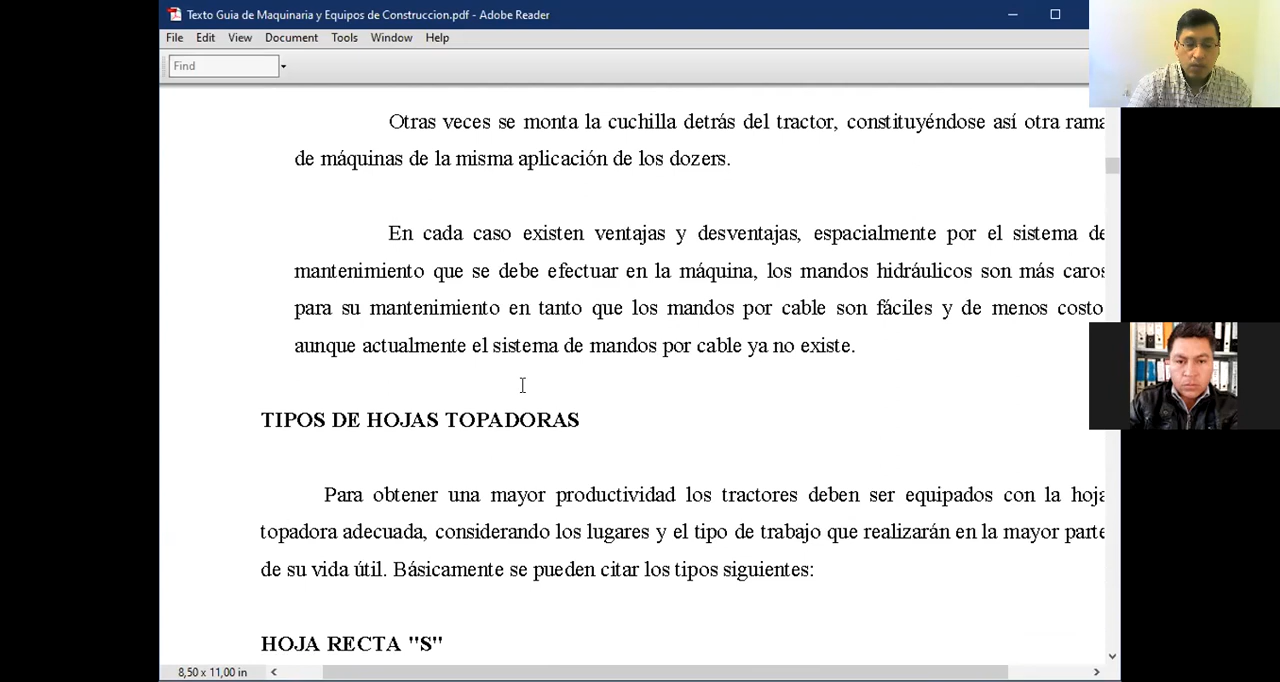 Texto Guia de Maquinaria y Equipos de Construccion.pdf - Adobe Reader
File Edit View Document Tools Window Help
Find
Otras veces se monta la cuchilla detrás del tractor, constituyéndose así otra rama
de máquinas de la misma aplicación de los dozers.
En cada caso existen ventajas y desventajas, espacialmente por el sistema de
mantenimiento que se debe efectuar en la máquina, los mandos hidráulicos son más caros
para su mantenimiento en tanto que los mandos por cable son fáciles y de menos costo
aunque actualmente el sistema de mandos por cable ya no existe.
TIPOS DE HOJAS TOPADORAS
Para obtener una mayor productividad los tractores deben ser equipados con la hoja
topadora adecuada, considerando los lugares y el tipo de trabajo que realizarán en la mayor parte
de su vida útil. Básicamente se pueden citar los tipos siguientes:
HOJA RECTA "S"
8,50 x 11,00 in